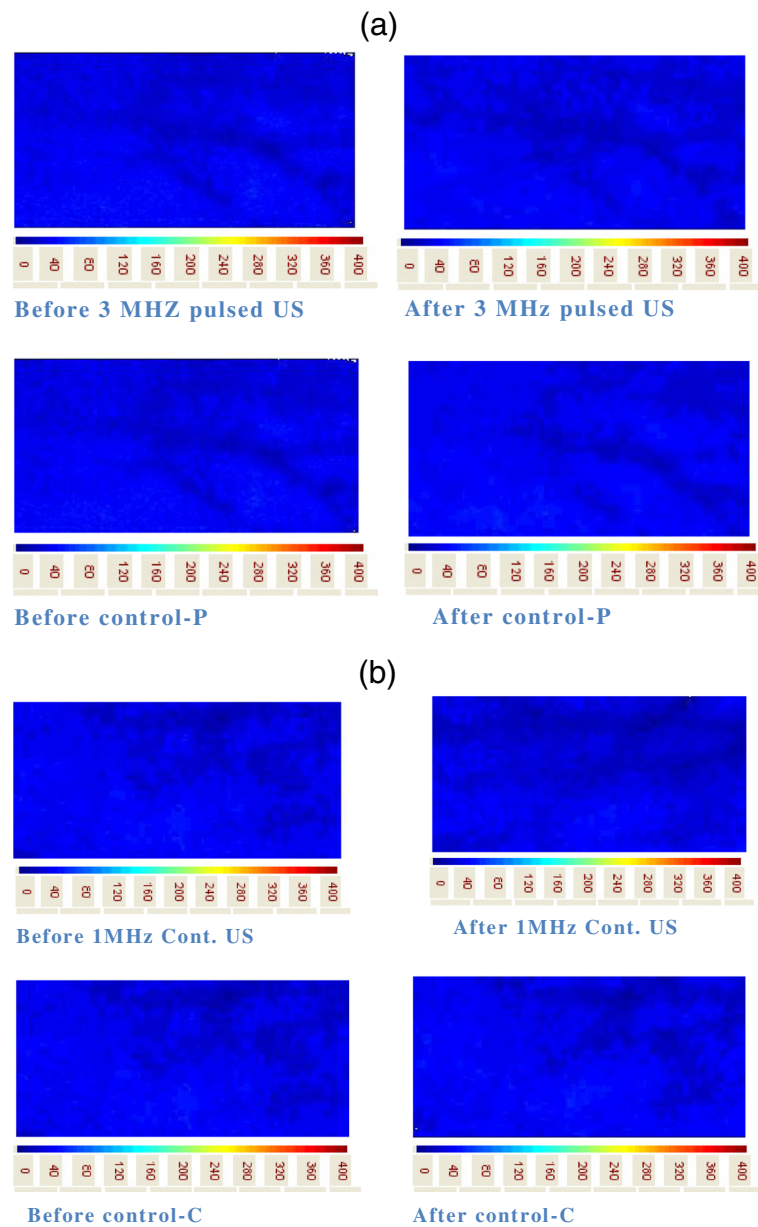 (a)
0 40 80 120 160 200 240 280 320 360 400
0 40 80 120 160 200 240 280 320 360 400
Before 3 MHZ pulsed US
After 3 MHz pulsed US
0 40 80 120 160 200 240 280 320 360 400
0 40 80 120 160 200 240 280 320 360 400
Before control-P
After control-P
(b)
0 40 80 120 160 200 240 280 320 360 400
0 40 80 120 160 200 240 280 320 360 400
Before 1MHz Cont. US
After 1MHz Cont. US
0 40 80 120 160 200 240 280 320 360 400
0 40 80 120 160 200 240 280 320 360 400
Before control-C
After control-C